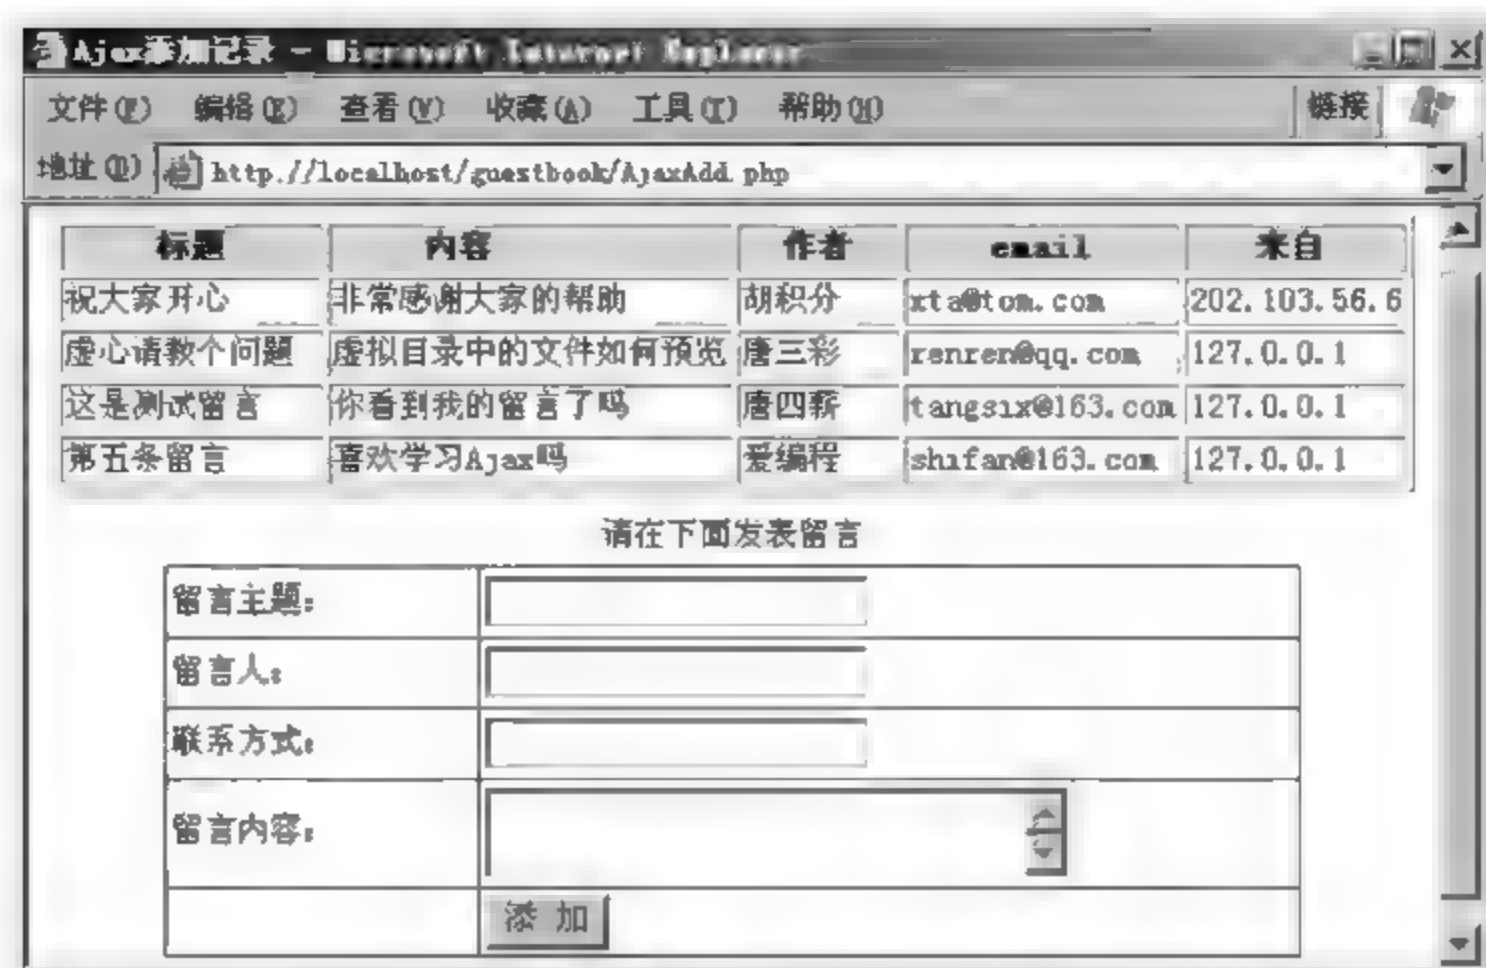 Ajax添加记录 - Microsoft Internet Explorer
文件(F) 编辑(E) 查看(V) 收藏(A) 工具(T) 帮助(H) 链接
地址(D) http://localhost/guestbook/AjaxAdd.php
标题 内容 作者 email 来自
祝大家开心 非常感谢大家的帮助 胡积分 xta@tom.com 202.103.56.6
虚心请教个问题 虚拟目录中的文件如何预览 唐三彩 renren@qq.com 127.0.0.1
这是测试留言 你看到我的留言了吗 唐四薪 tangsix@163.com 127.0.0.1
第五条留言 喜欢学习Ajax吗 爱编程 shifan@163.com 127.0.0.1
请在下面发表留言
留言主题：
留言人：
联系方式：
留言内容：
添 加